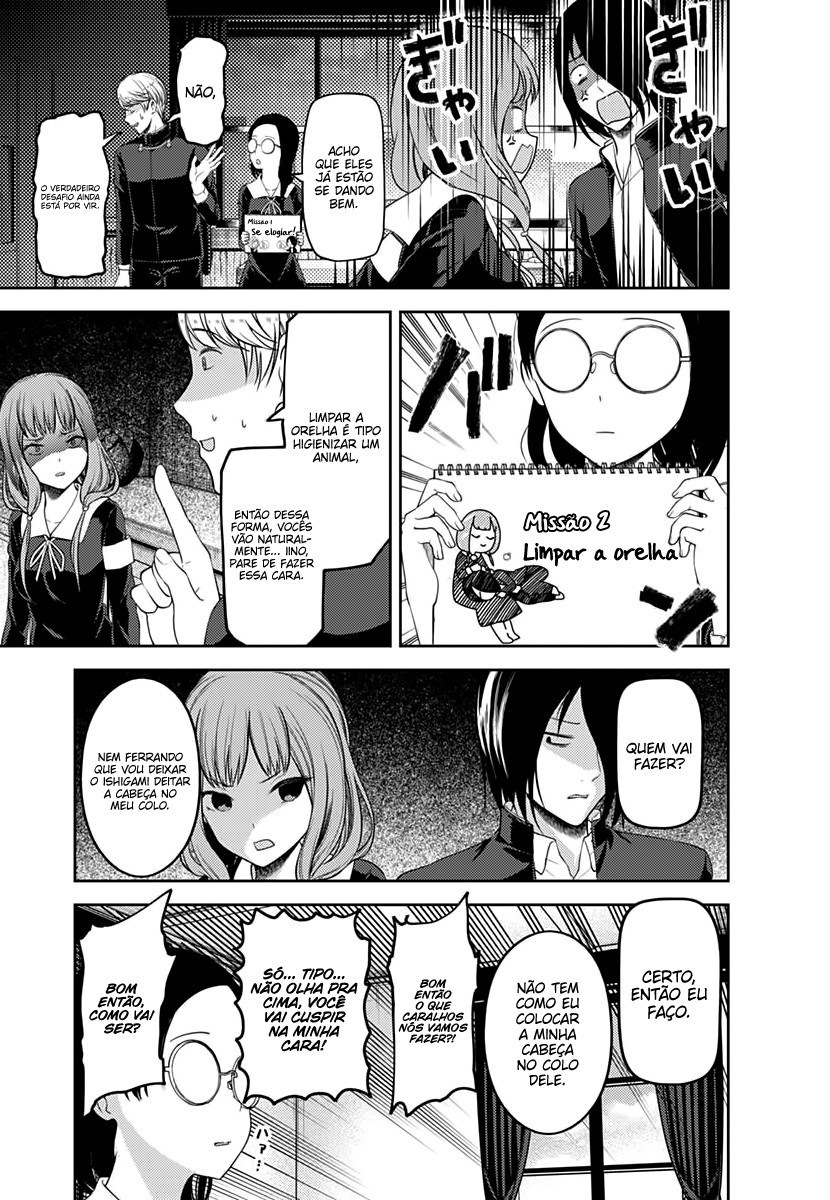 ぎゃいぎゃい
ACHO
QUE ELES
JÁ ESTÃO
SE DANDO
BEM.
NÃO,
Missão 1
Se elogiar!
O VERDADEIRO
DESAFIO AINDA
ESTÁ POR VIR.
Missão 2
Limpar a orelha
LIMPAR A
ORELHA É TIPO
HIGIENIZAR UM
ANIMAL,
ENTÃO DESSA
FORMA, VOCÊS
VÃO NATURAL-
MENTE... IINO,
PARE DE FAZER
ESSA CARA.
QUEM VAI
FAZER?
NEM FERRANDO
QUE VOU DEIXAR
O ISHIGAMI DEITAR
A CABEÇA NO
MEU COLO.
CERTO,
ENTÃO EU
FAÇO.
NÃO TEM
COMO EU
COLOCAR
A MINHA
CABEÇA
NO COLO
DELE.
BOM
ENTÃO
O QUE
CARALHOS
NÓS VAMOS
FAZER?!
SÓ... TIPO...
NÃO OLHA PRA
CIMA, VOCÊ
VAI CUSPIR
NA MINHA
CARA!
BOM
ENTÃO,
COMO VAI
SER?
ハァ…